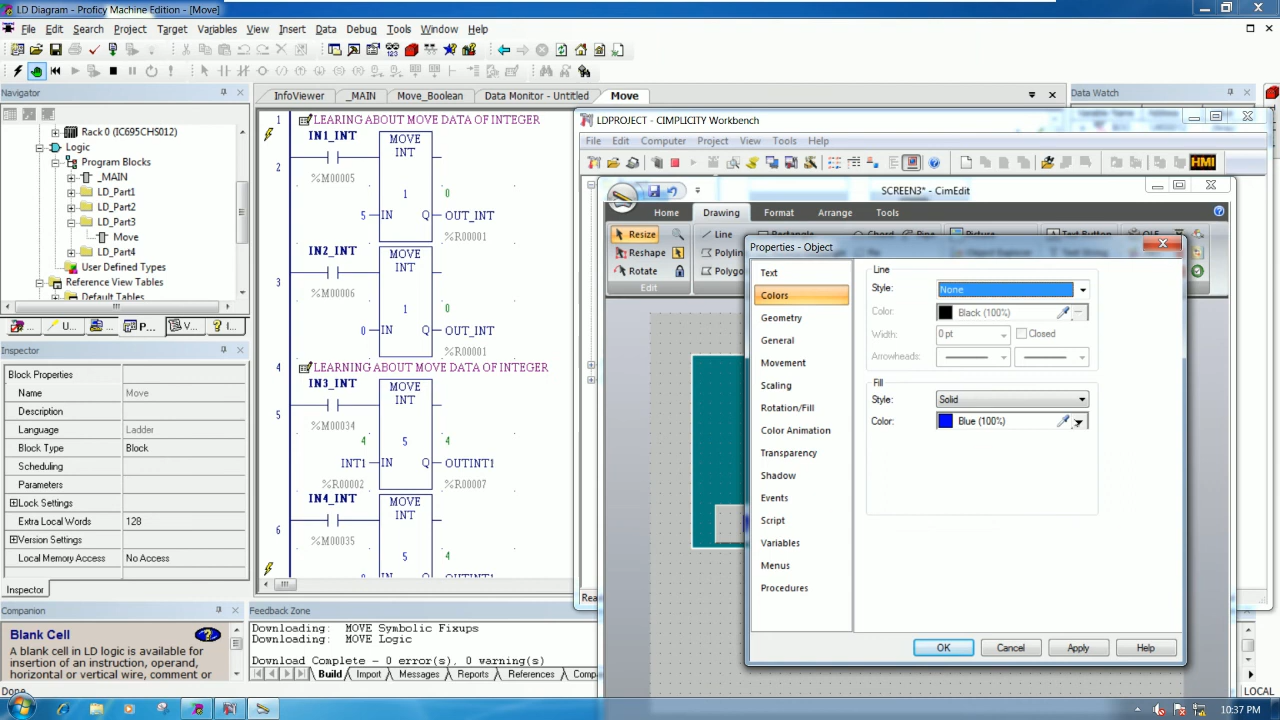 LD Diagram - Proficy Machine Edition - [Move]
File Edit Search Project Target Variables View Insert Data Debug Tools Window Help
Navigator
Rack 0 (IC695CHS012)
Logic
Program Blocks
_MAIN
LD_Part1
LD_Part2
LD_Part3
Move
LD_Part4
User Defined Types
Reference View Tables
Default Tables
U...
P...
V...
I...
Inspector
Block Properties
Name Move
Description
Language Ladder
Block Type Block
Scheduling
Parameters
Lock Settings
Extra Local Words 128
Version Settings
Local Memory Access No Access
Inspector
Companion
Blank Cell
A blank cell in LD logic is available for
insertion of an instruction, operand,
horizontal or vertical wire, comment or
Done
InfoViewer _MAIN Move_Boolean Data Monitor - Untitled Move
1 LEARING ABOUT MOVE DATA OF INTEGER
IN1_INT MOVE
INT
2
%M00005
1 0
5 IN Q OUT_INT
%R00001
IN2_INT MOVE
INT
3
%M00006
1 0
0 IN Q OUT_INT
%R00001
4 LEARNING ABOUT MOVE DATA OF INTEGER
IN3_INT MOVE
INT
5
%M00034
4 5 4
INT1 IN Q OUTINT1
%R00002 %R00007
IN4_INT MOVE
INT
6
%M00035
5 4
Feedback Zone
Downloading: MOVE Symbolic Fixups
Downloading: MOVE Logic
Download Complete - 0 error(s), 0 warning(s)
Build Import Messages Reports References Comp
Data Watch
LDPROJECT - CIMPLICITY Workbench
File Edit Computer Project View Tools Help
HMI
SCREEN3* - CimEdit
Home Drawing Format Arrange Tools
Resize Line
Reshape Polylin
Rotate Polygo
Edit
Rea
Properties - Object
Text
Colors
Geometry
General
Movement
Scaling
Rotation/Fill
Color Animation
Transparency
Shadow
Events
Script
Variables
Menus
Procedures
Line
Style: None
Color: Black (100%)
Width: 0 pt Closed
Arrowheads:
Fill
Style: Solid
Color: Blue (100%)
OK Cancel Apply Help
LOCAL
10:37 PM